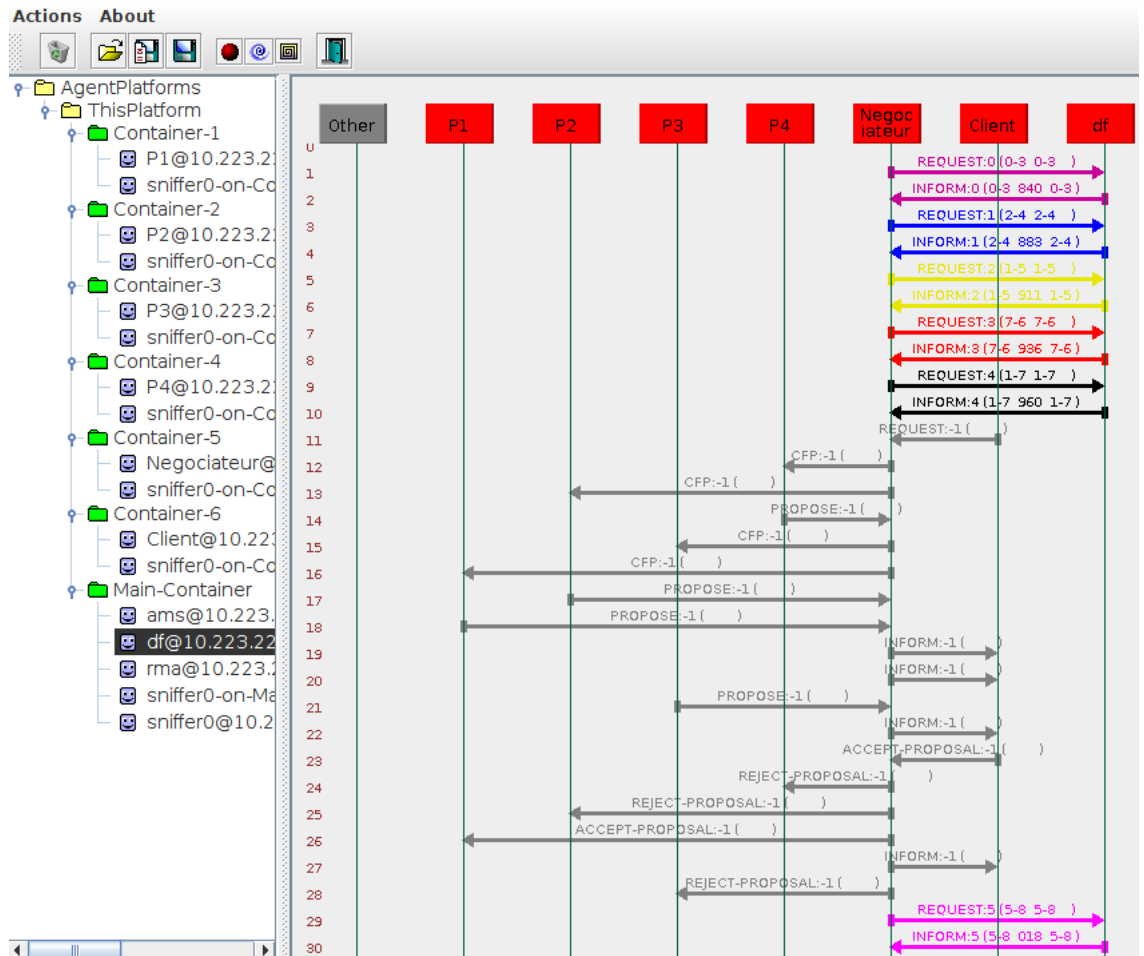 Actions About
AgentPlatforms
ThisPlatform
Container-1
P1@10.223.2
sniffer0-on-Co
Container-2
P2@10.223.2
sniffer0-on-Co
Container-3
P3@10.223.2
sniffer0-on-Co
Container-4
P4@10.223.2
sniffer0-on-Co
Container-5
Negociateur@
sniffer0-on-Co
Container-6
Client@10.22
sniffer0-on-Co
Main-Container
ams@10.223.
df@10.223.22
rma@10.223.2
sniffer0-on-Ma
sniffer0@10.2
Other P1 P2 P3 P4 Negoc iateur Client df
0
1 REQUEST:0 (0-3 0-3 )
2 INFORM:0 (0-3 840 0-3 )
3 REQUEST:1 (2-4 2-4 )
4 INFORM:1 (2-4 883 2-4 )
5 REQUEST:2 (1-5 1-5 )
6 INFORM:2 (1-5 911 1-5 )
7 REQUEST:3 (7-6 7-6 )
8 INFORM:3 (7-6 936 7-6 )
9 REQUEST:4 (1-7 1-7 )
10 INFORM:4 (1-7 960 1-7 )
11 REQUEST:-1 ( )
12 CFP:-1 ( )
13 CFP:-1 ( )
14 PROPOSE:-1 ( )
15 CFP:-1 ( )
16 CFP:-1 ( )
17 PROPOSE:-1 ( )
18 PROPOSE:-1 ( )
19 INFORM:-1 ( )
20 INFORM:-1 ( )
21 PROPOSE:-1 ( )
22 INFORM:-1 ( )
23 ACCEPT-PROPOSAL:-1 ( )
24 REJECT-PROPOSAL:-1 ( )
25 REJECT-PROPOSAL:-1 ( )
26 ACCEPT-PROPOSAL:-1 ( )
27 INFORM:-1 ( )
28 REJECT-PROPOSAL:-1 ( )
29 REQUEST:5 (5-8 5-8 )
30 INFORM:5 (5-8 018 5-8 )